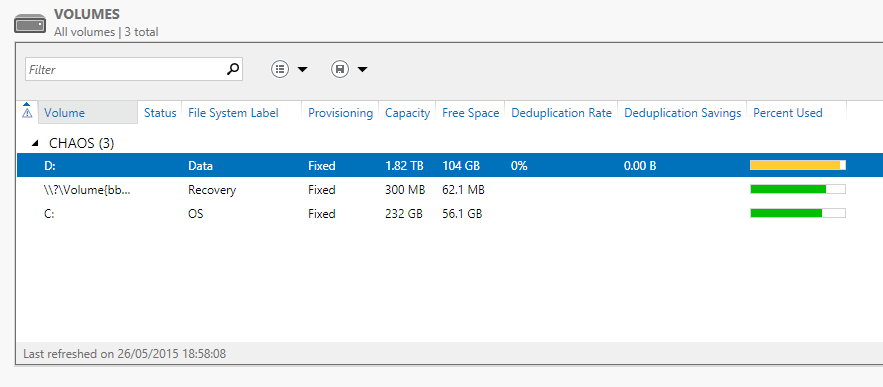 VOLUMES
All volumes | 3 total
Filter
Volume Status File System Label Provisioning Capacity Free Space Deduplication Rate Deduplication Savings Percent Used
CHAOS (3)
D: Data Fixed 1.82 TB 104 GB 0% 0.00 B
\\?\Volume{bb... Recovery Fixed 300 MB 62.1 MB
C: OS Fixed 232 GB 56.1 GB
Last refreshed on 26/05/2015 18:58:08